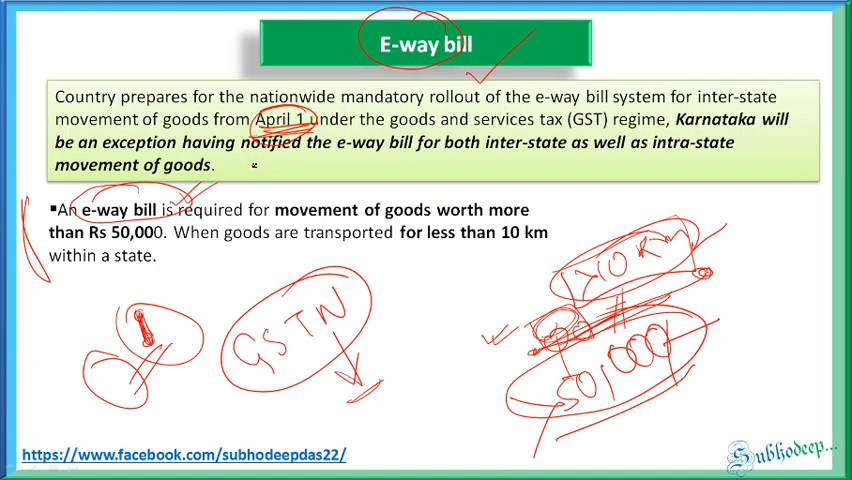 E-way bill
Country prepares for the nationwide mandatory rollout of the e-way bill system for inter-state
movement of goods from April 1 under the goods and services tax (GST) regime, Karnataka will
be an exception having notified the e-way bill for both inter-state as well as intra-state
movement of goods.
▪An e-way bill is required for movement of goods worth more
than Rs 50,000. When goods are transported for less than 10 km
within a state.
10 KM
GSTN
50,000
https://www.facebook.com/subhodeepdas22/
Subhodeep...